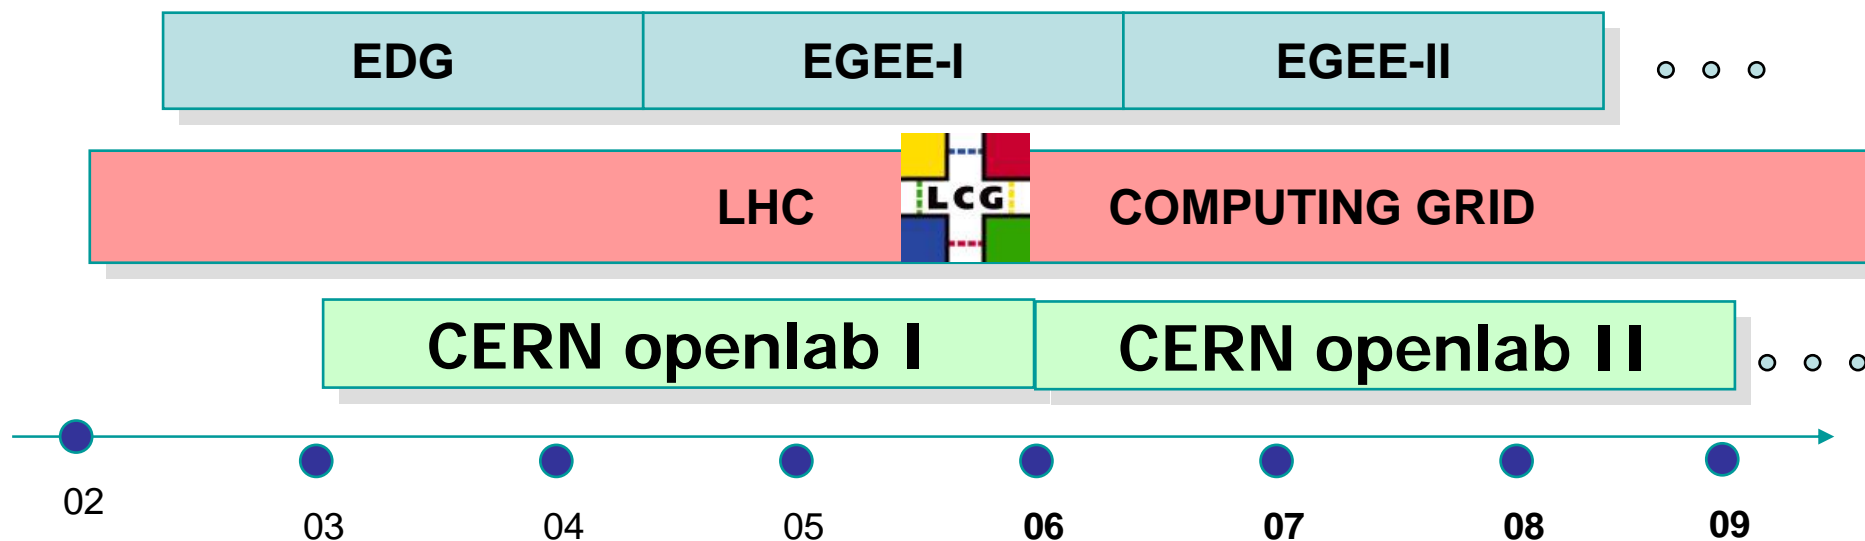 EDG EGEE-I EGEE-II
LHC LCG COMPUTING GRID
CERN openlab I CERN openlab II
02 03 04 05 06 07 08 09